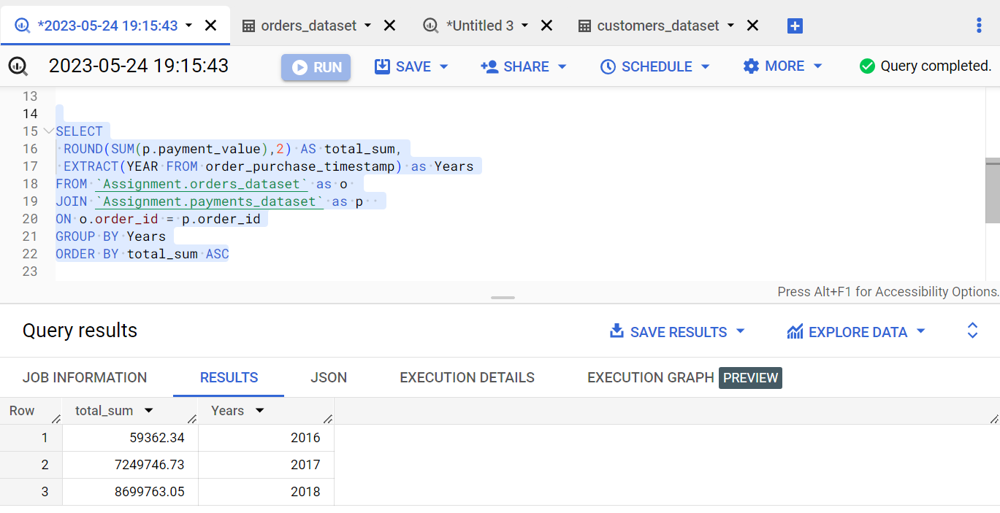 *2023-05-24 19:15:43 orders_dataset *Untitled 3 customers_dataset
2023-05-24 19:15:43 RUN SAVE SHARE SCHEDULE MORE Query completed.
13
14
15 SELECT
16 ROUND(SUM(p.payment_value),2) AS total_sum,
17 EXTRACT(YEAR FROM order_purchase_timestamp) as Years
18 FROM `Assignment.orders_dataset` as o
19 JOIN `Assignment.payments_dataset` as p
20 ON o.order_id = p.order_id
21 GROUP BY Years
22 ORDER BY total_sum ASC
23
Press Alt+F1 for Accessibility Options.
Query results SAVE RESULTS EXPLORE DATA
JOB INFORMATION RESULTS JSON EXECUTION DETAILS EXECUTION GRAPH PREVIEW
Row total_sum Years
1 59362.34 2016
2 7249746.73 2017
3 8699763.05 2018